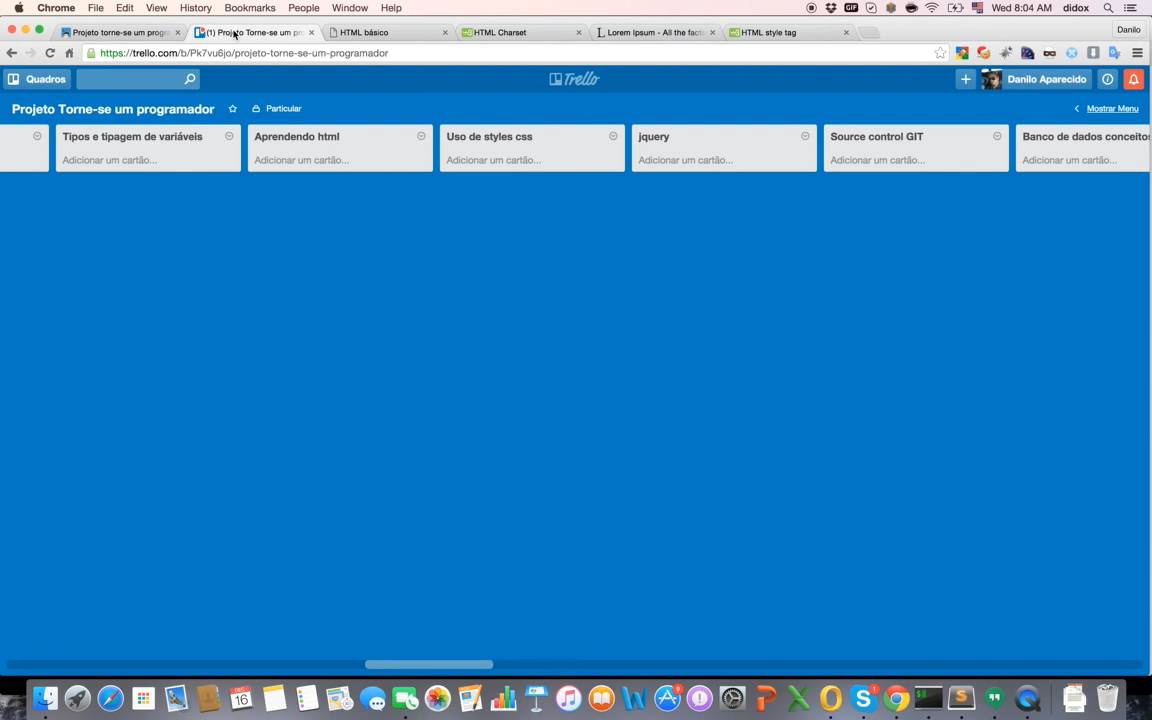 Chrome File Edit View History Bookmarks People Window Help
GIF
Wed 8:04 AM didox
Projeto torne-se um progra
(1) Projeto Torne-se um pr
HTML básico
HTML Charset
Lorem Ipsum - All the fact
HTML style tag
Danilo
https://trello.com/b/Pk7vu6jo/projeto-torne-se-um-programador
Quadros
Trello
Danilo Aparecido
Projeto Torne-se um programador
Particular
Mostrar Menu
Tipos e tipagem de variáveis
Aprendendo html
Uso de styles css
jquery
Source control GIT
Banco de dados conceitos
Adicionar um cartão...
Adicionar um cartão...
Adicionar um cartão...
Adicionar um cartão...
Adicionar um cartão...
Adicionar um cartão...
16